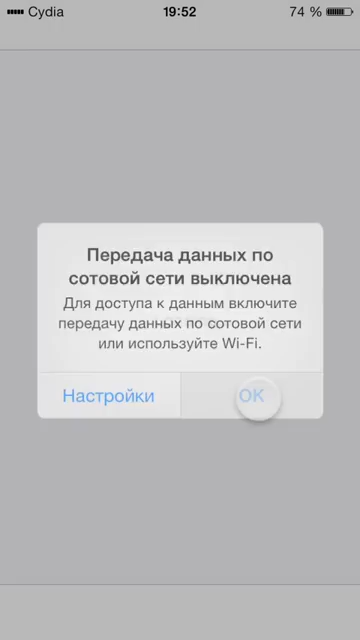 Cydia 19:52 74 %
Передача данных по
сотовой сети выключена
Для доступа к данным включите
передачу данных по сотовой сети
или используйте Wi-Fi.
Настройки OK